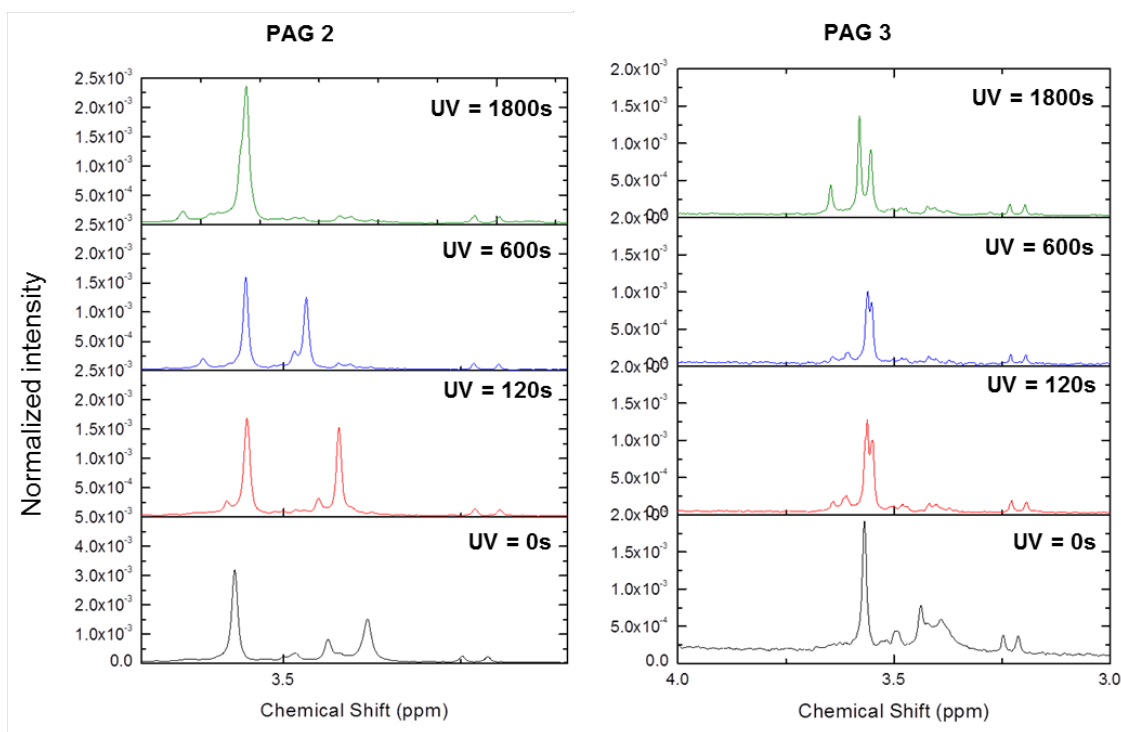 PAG 2
Normalized intensity
2.5x10⁻³
UV = 1800s
2.0x10⁻³
1.5x10⁻³
1.0x10⁻³
5.0x10⁻⁴
2.5x10⁻³
UV = 600s
2.0x10⁻³
1.5x10⁻³
1.0x10⁻³
5.0x10⁻⁴
2.5x10⁻³
UV = 120s
2.0x10⁻³
1.5x10⁻³
1.0x10⁻³
5.0x10⁻⁴
5.0x10⁻³
UV = 0s
4.0x10⁻³
3.0x10⁻³
2.0x10⁻³
1.0x10⁻³
0.0
3.5
Chemical Shift (ppm)
PAG 3
2.0x10⁻³
UV = 1800s
1.5x10⁻³
1.0x10⁻³
5.0x10⁻⁴
0.0
2.0x10⁻³
UV = 600s
1.5x10⁻³
1.0x10⁻³
5.0x10⁻⁴
0.0
2.0x10⁻³
UV = 120s
1.5x10⁻³
1.0x10⁻³
5.0x10⁻⁴
0.0
2.0x10⁻³
UV = 0s
1.5x10⁻³
1.0x10⁻³
5.0x10⁻⁴
0.0
4.0 3.5 3.0
Chemical Shift (ppm)